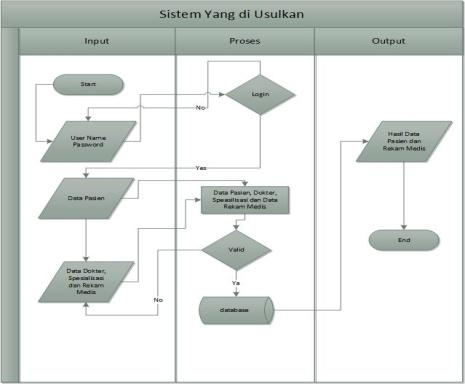 Sistem Yang di Usulkan
Input
Proses
Output
Start
Login
No
User Name
Password
Hasil Data
Pasien dan
Rekam Medis
Yes
Data Pasien
Data Pasien, Dokter,
Speasilisasi dan Data
Rekam Medis
End
Valid
Data Dokter,
Spesialisasi
dan Rekam
Medis
Ya
No
database